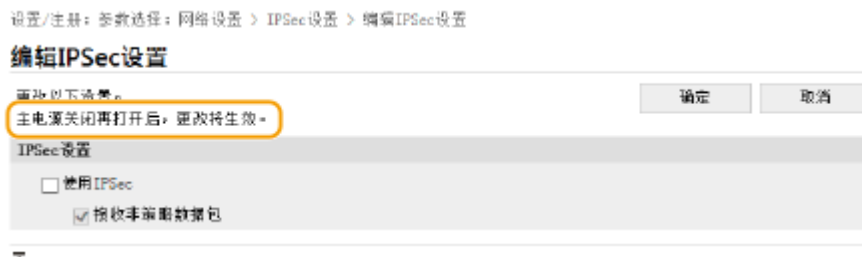 设置/注册: 参数选择: 网络设置 > IPSec设置 > 编辑IPSec设置
编辑IPSec设置
更改以下设置。
确定 取消
主电源关闭再打开后, 更改将生效。
IPSec设置
使用IPSec
接收非策略数据包